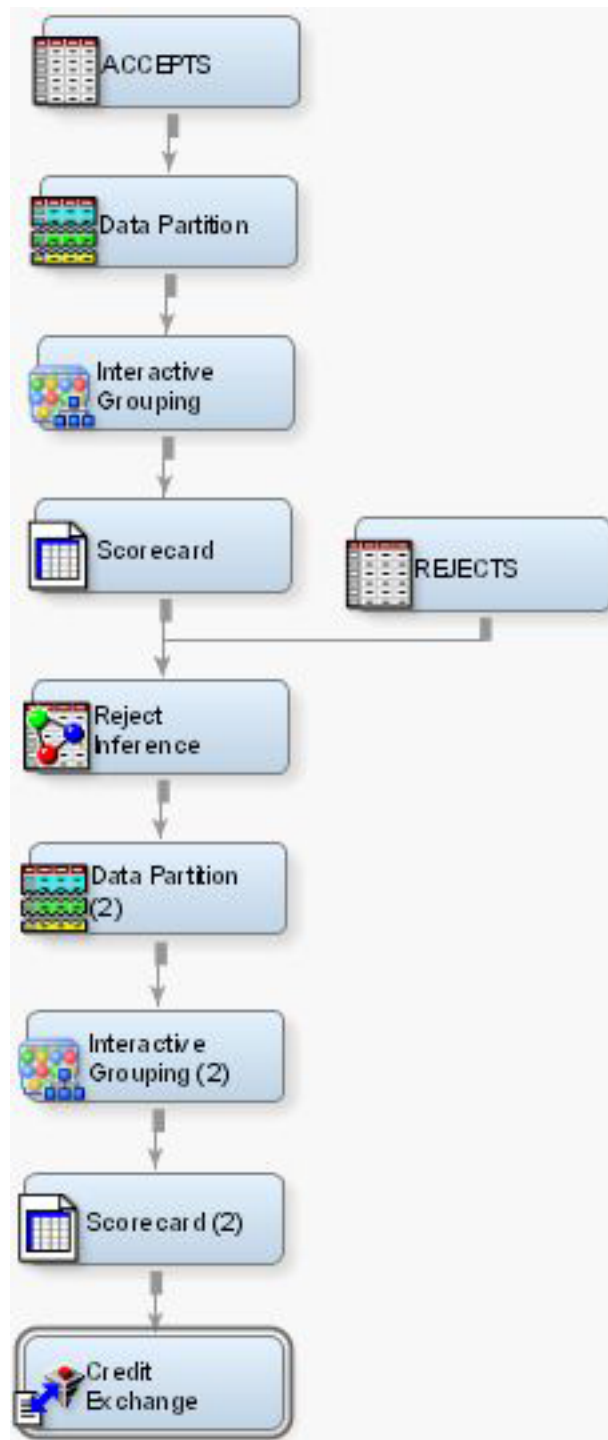 ACCEPTS
Data Partition
Interactive
Grouping
Scorecard
REJECTS
Reject
Inference
Data Partition
(2)
Interactive
Grouping (2)
Scorecard (2)
Credit
Exchange